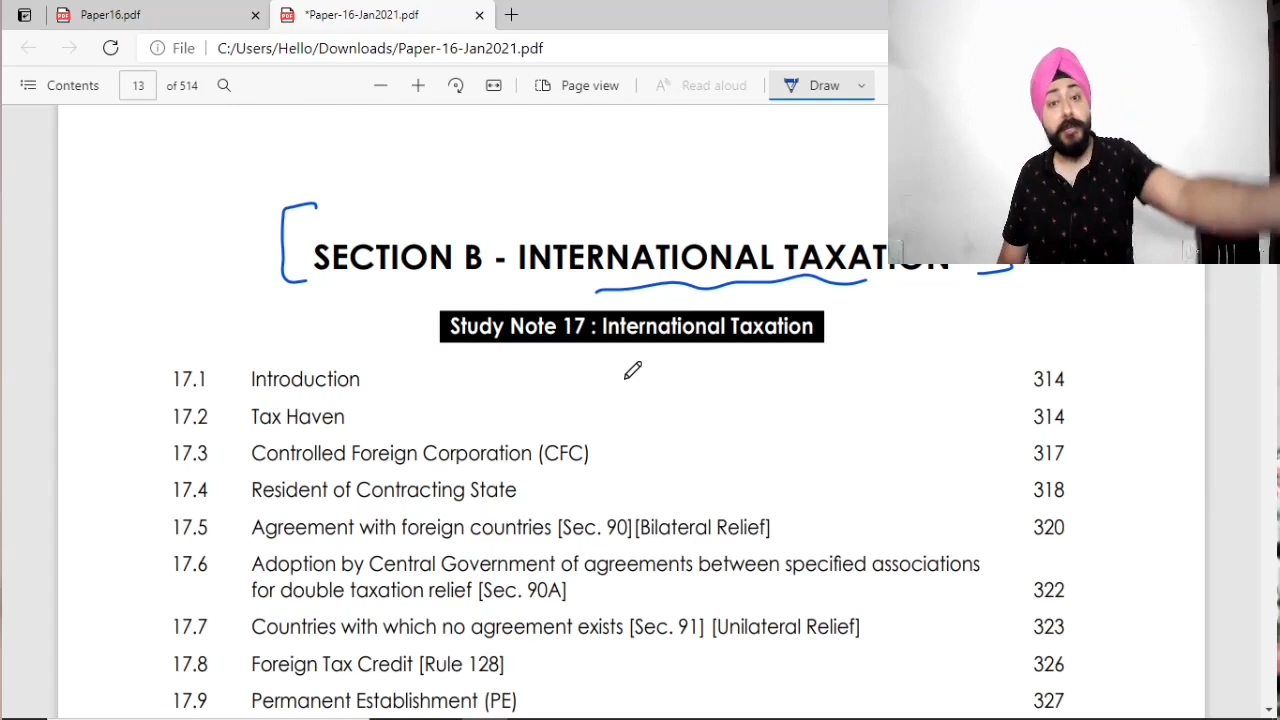 Paper16.pdf
*Paper-16-Jan2021.pdf
File C:/Users/Hello/Downloads/Paper-16-Jan2021.pdf
Contents 13 of 514 Page view Read aloud Draw
SECTION B - INTERNATIONAL TAXATION
Study Note 17 : International Taxation
17.1 Introduction 314
17.2 Tax Haven 314
17.3 Controlled Foreign Corporation (CFC) 317
17.4 Resident of Contracting State 318
17.5 Agreement with foreign countries [Sec. 90][Bilateral Relief] 320
17.6 Adoption by Central Government of agreements between specified associations
for double taxation relief [Sec. 90A] 322
17.7 Countries with which no agreement exists [Sec. 91] [Unilateral Relief] 323
17.8 Foreign Tax Credit [Rule 128] 326
17.9 Permanent Establishment (PE) 327